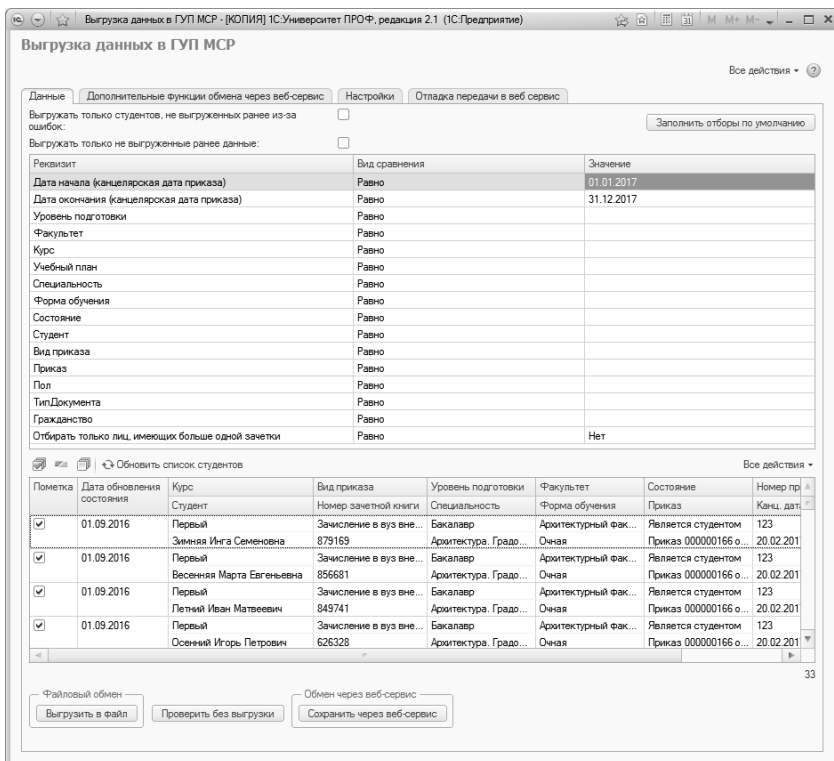 Выгрузка данных в ГУП МСР - [КОПИЯ] 1С:Университет ПРОФ, редакция 2.1 (1С:Предприятие) M M+ M-
Выгрузка данных в ГУП МСР
Все действия
Данные Дополнительные функции обмена через веб-сервис Настройки Отладка передачи в веб сервис
Выгружать только студентов, не выгруженных ранее из-за
ошибок:
Заполнить отборы по умолчанию
Выгружать только не выгруженные ранее данные:
Реквизит Вид сравнения Значение
Дата начала (канцелярская дата приказа) Равно 01.01.2017
Дата окончания (канцелярская дата приказа) Равно 31.12.2017
Уровень подготовки Равно
Факультет Равно
Курс Равно
Учебный план Равно
Специальность Равно
Форма обучения Равно
Состояние Равно
Студент Равно
Вид приказа Равно
Приказ Равно
Пол Равно
ТипДокумента Равно
Гражданство Равно
Отбирать только лиц, имеющих больше одной зачетки Равно Нет
Обновить список студентов Все действия
Пометка Дата обновления Курс Вид приказа Уровень подготовки Факультет Состояние Номер пр
состояния Студент Номер зачетной книги Специальность Форма обучения Приказ Канц. дата
01.09.2016 Первый Зачисление в вуз вне... Бакалавр Архитектурный фак... Является студентом 123
Зимняя Инга Семеновна 879169 Архитектура. Градо... Очная Приказ 000000166 о... 20.02.201
01.09.2016 Первый Зачисление в вуз вне... Бакалавр Архитектурный фак... Является студентом 123
Весенняя Марта Евгеньевна 856681 Архитектура. Градо... Очная Приказ 000000166 о... 20.02.201
01.09.2016 Первый Зачисление в вуз вне... Бакалавр Архитектурный фак... Является студентом 123
Летний Иван Матвеевич 849741 Архитектура. Градо... Очная Приказ 000000166 о... 20.02.201
01.09.2016 Первый Зачисление в вуз вне... Бакалавр Архитектурный фак... Является студентом 123
Осенний Игорь Петрович 626328 Архитектура. Градо... Очная Приказ 000000166 о... 20.02.201
33
Файловый обмен Обмен через веб-сервис
Выгрузить в файл Проверить без выгрузки Сохранить через веб-сервис